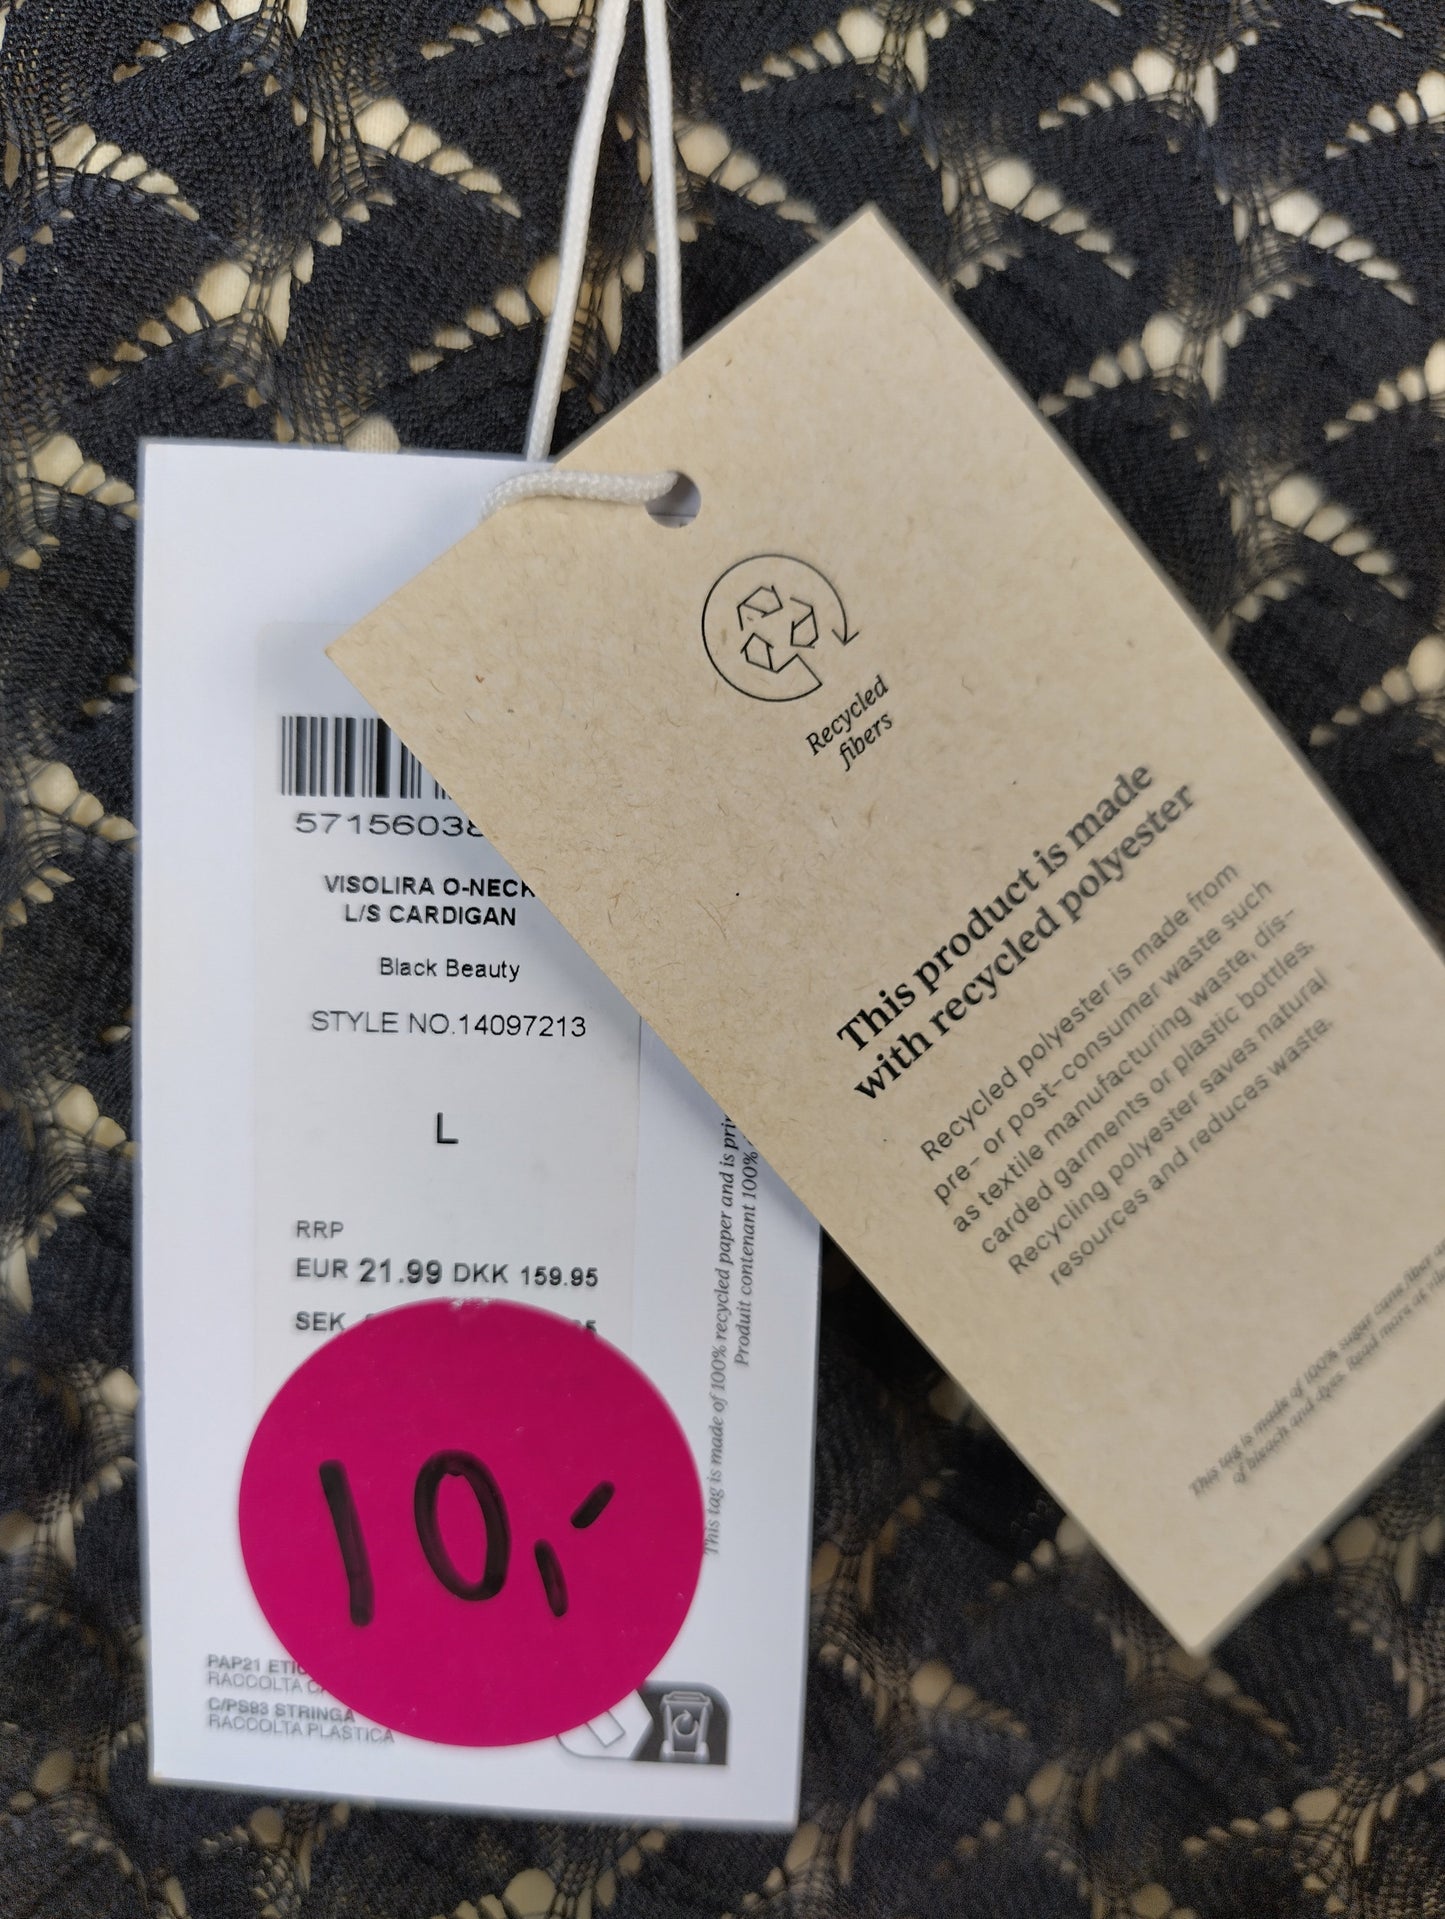 Recycled
fibers
This product is made
with recycled polyester
Recycled polyester is made from
pre- or post-consumer waste such
as textile manufacturing waste, dis-
carded garments or plastic bottles.
Recycling polyester saves natural
resources and reduces waste.
This tag is made of 100% sugar cane fiber
of bleach and dyes. Read more at
57156038
VISOLIRA O-NECK
L/S CARDIGAN
Black Beauty
STYLE NO.14097213
L
RRP
EUR 21.99 DKK 159.95
SEK
10,-
This tag is made of 100% recycled paper and is
Produit contenant 100%
PAP21
RACCOLTA
C/PS93 STRINGA
RACCOLTA PLASTICA